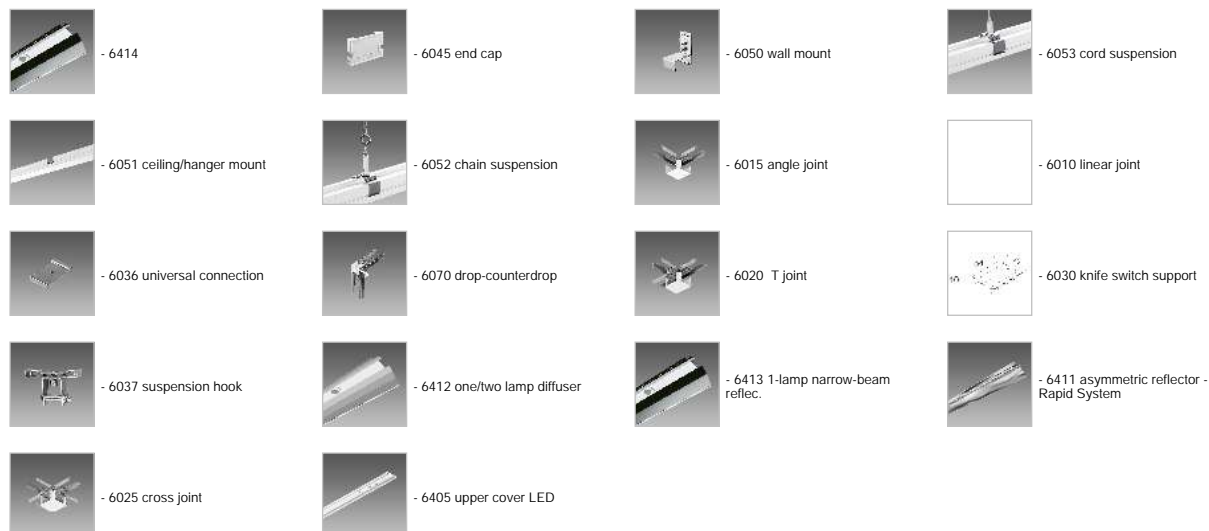 - 6414
- 6045 end cap
- 6050 wall mount
- 6053 cord suspension
- 6051 ceiling/hanger mount
- 6052 chain suspension
- 6015 angle joint
- 6010 linear joint
- 6036 universal connection
- 6070 drop-counterdrop
- 6020 T joint
- 6030 knife switch support
- 6037 suspension hook
- 6412 one/two lamp diffuser
- 6413 1-lamp narrow-beam
reflec.
- 6411 asymmetric reflector -
Rapid System
- 6025 cross joint
- 6405 upper cover LED